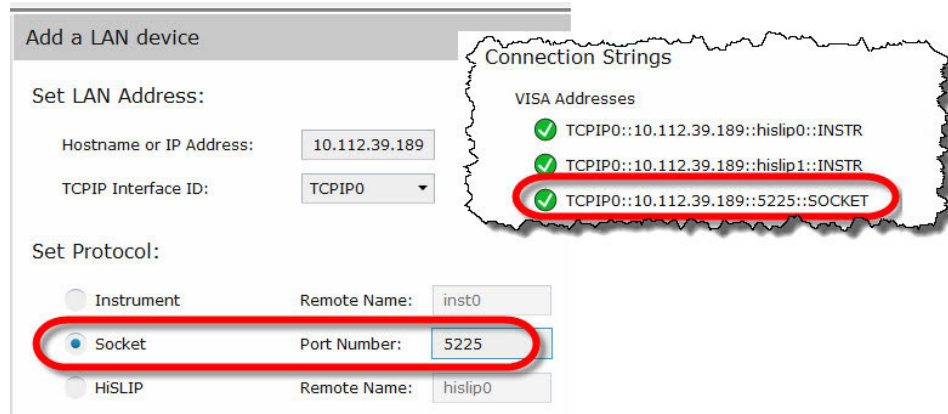 Add a LAN device
Set LAN Address:
Hostname or IP Address: 10.112.39.189
TCPIP Interface ID: TCPIP0
Set Protocol:
Instrument Remote Name: inst0
Socket Port Number: 5225
HiSLIP Remote Name: hislip0
Connection Strings
VISA Addresses
TCPIP0::10.112.39.189::hislip0::INSTR
TCPIP0::10.112.39.189::hislip1::INSTR
TCPIP0::10.112.39.189::5225::SOCKET